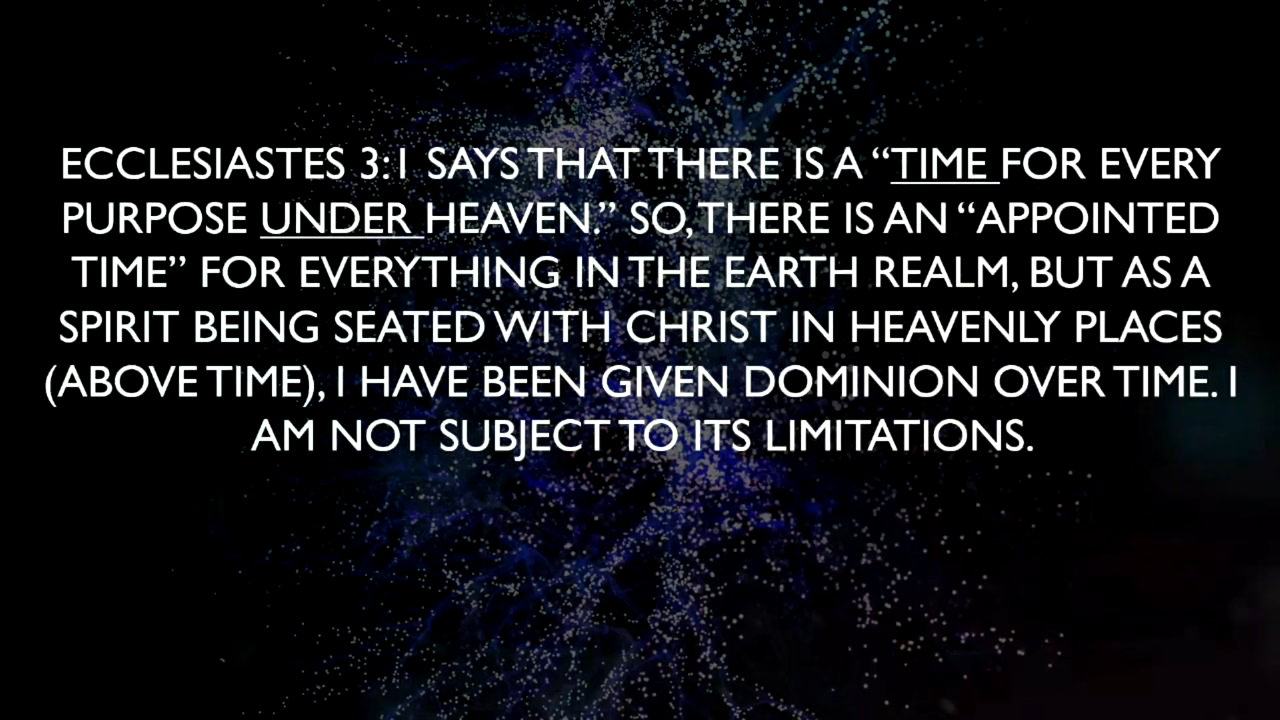 ECCLESIASTES 3:1 SAYS THAT THERE IS A “TIME FOR EVERY
PURPOSE UNDER HEAVEN.” SO, THERE IS AN “APPOINTED
TIME” FOR EVERYTHING IN THE EARTH REALM, BUT AS A
SPIRIT BEING SEATED WITH CHRIST IN HEAVENLY PLACES
(ABOVE TIME), I HAVE BEEN GIVEN DOMINION OVER TIME. I
AM NOT SUBJECT TO ITS LIMITATIONS.